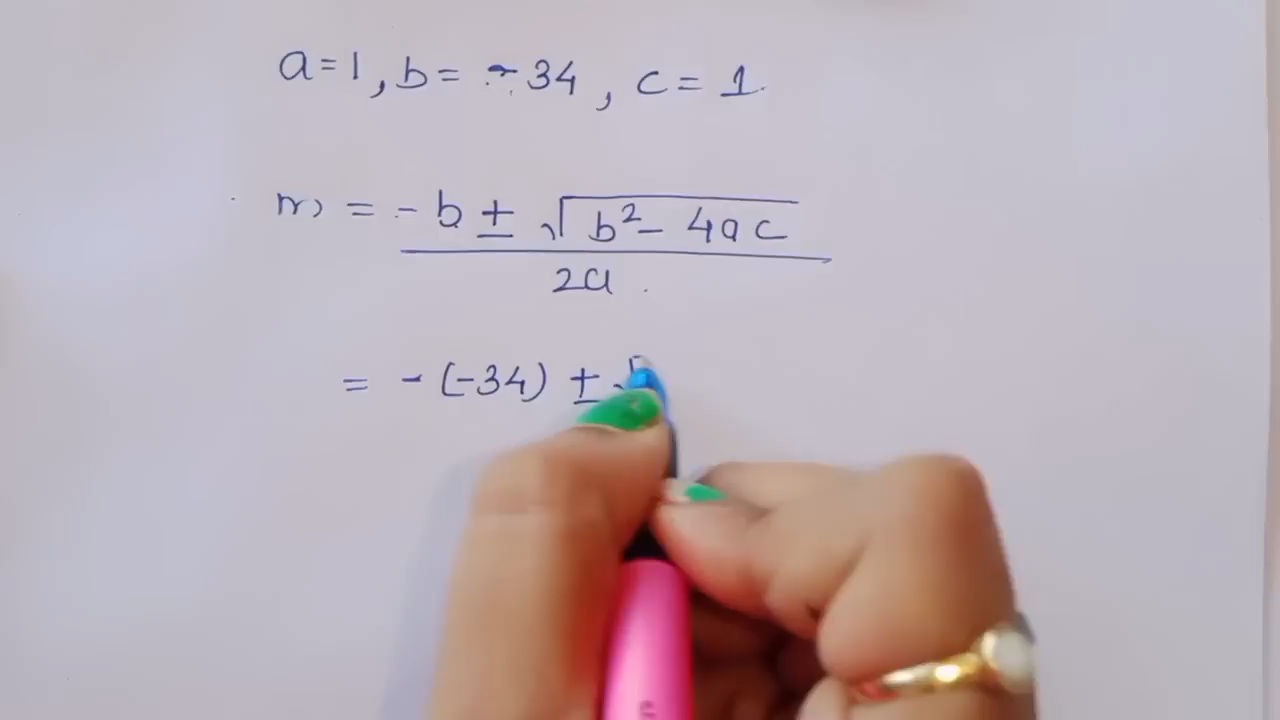 a=1, b= -34, c= 1.
= -b ± √b²- 4ac
2a.
= -(-34) ± √